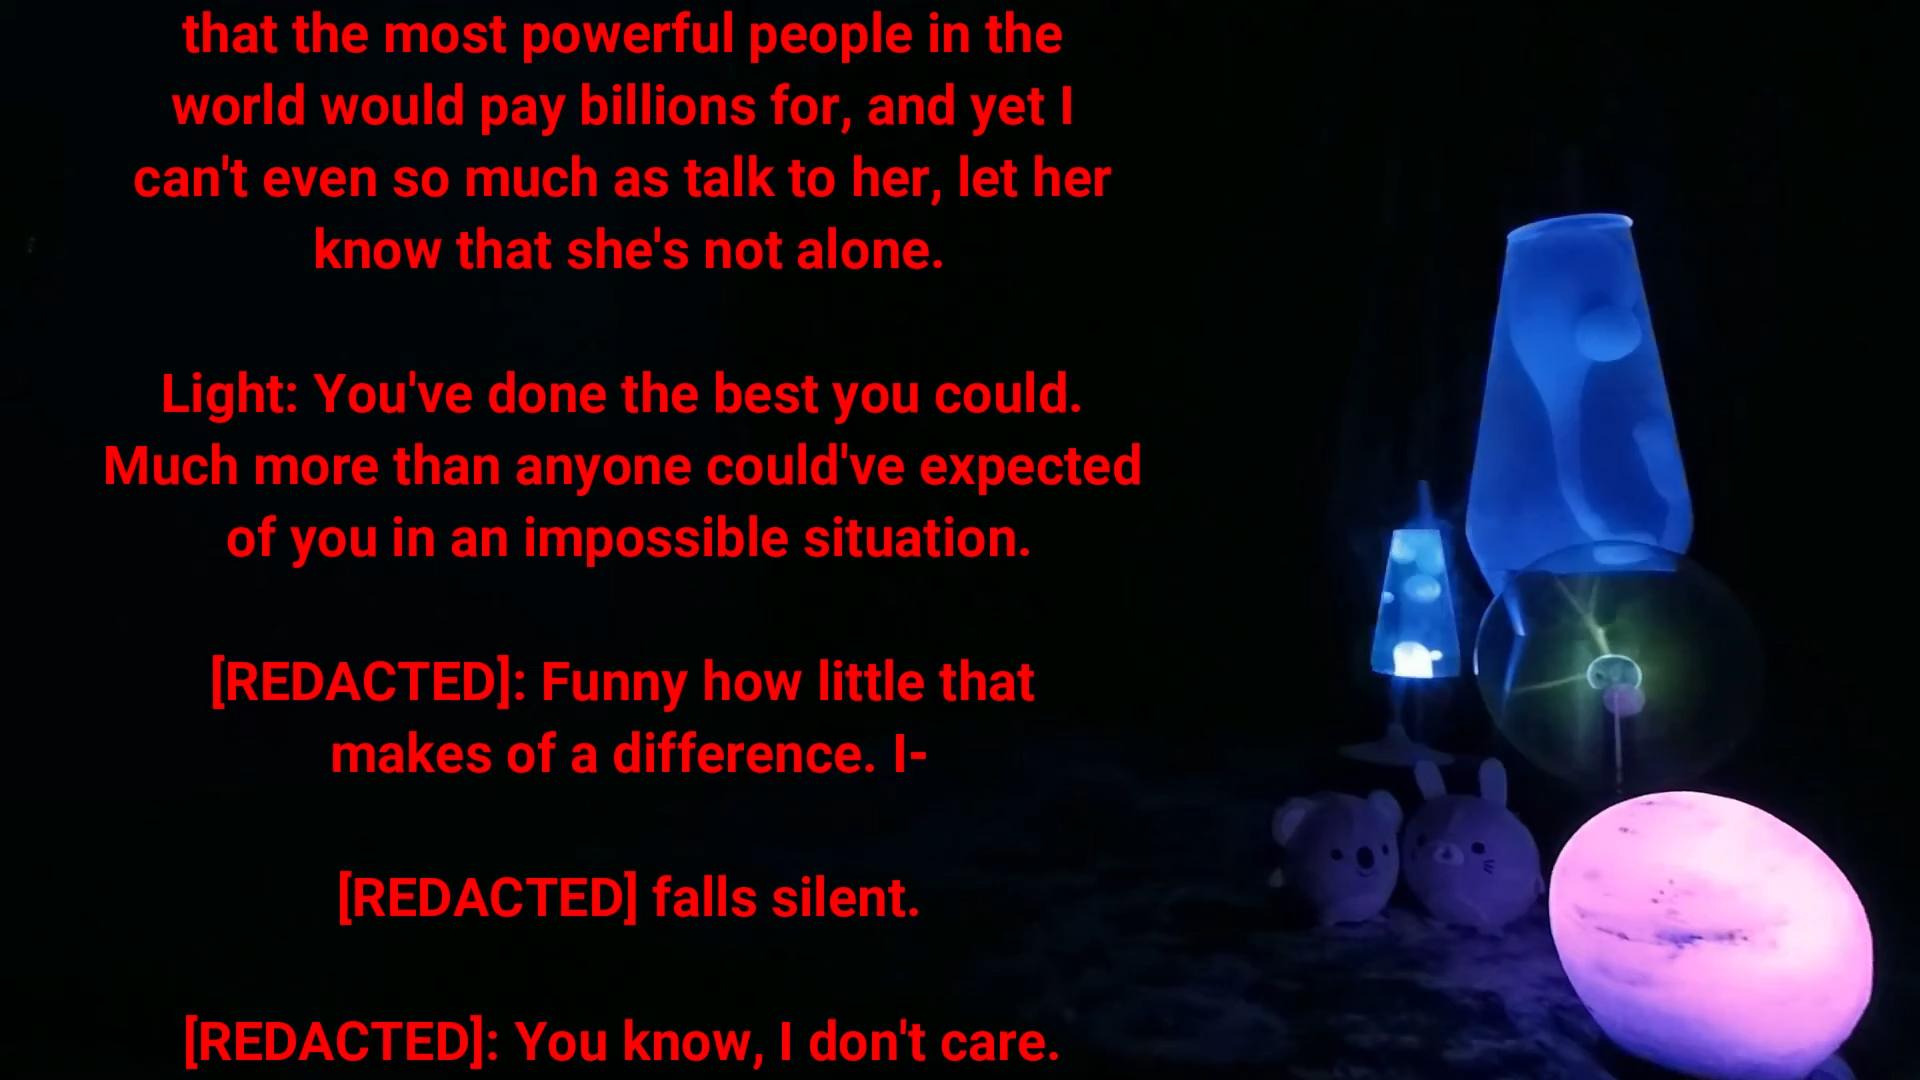 that the most powerful people in the
world would pay billions for, and yet I
can't even so much as talk to her, let her
know that she's not alone.
Light: You've done the best you could.
Much more than anyone could've expected
of you in an impossible situation.
[REDACTED]: Funny how little that
makes of a difference. I-
[REDACTED] falls silent.
[REDACTED]: You know, I don't care.